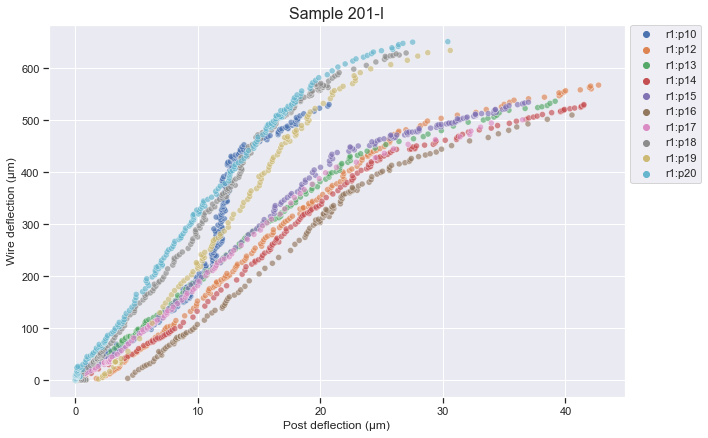 Sample 201-I
Wire deflection (μm)
600
500
400
300
200
100
0
0 10 20 30 40
Post deflection (μm)
r1:p10
r1:p12
r1:p13
r1:p14
r1:p15
r1:p16
r1:p17
r1:p18
r1:p19
r1:p20